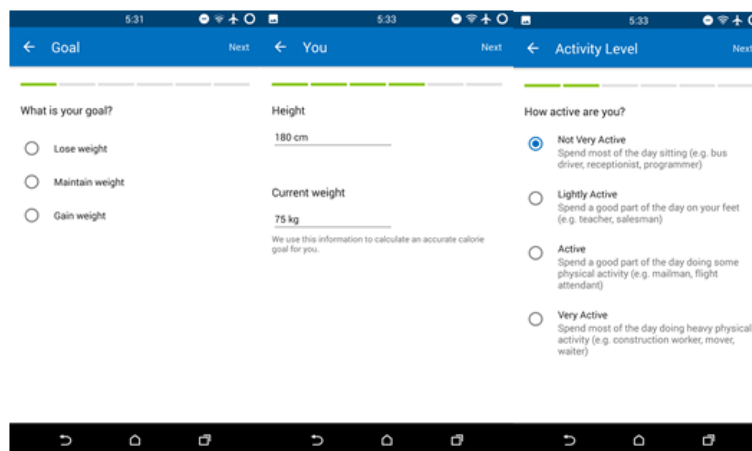 5:31
Goal
Next
What is your goal?
Lose weight
Maintain weight
Gain weight
5:33
You
Next
Height
180 cm
Current weight
75 kg
We use this information to calculate an accurate calorie
goal for you.
5:33
Activity Level
Next
How active are you?
Not Very Active
Spend most of the day sitting (e.g. bus
driver, receptionist, programmer)
Lightly Active
Spend a good part of the day on your feet
(e.g. teacher, salesman)
Active
Spend a good part of the day doing some
physical activity (e.g. mailman, flight
attendant)
Very Active
Spend most of the day doing heavy physical
activity (e.g. construction worker, mover,
waiter)